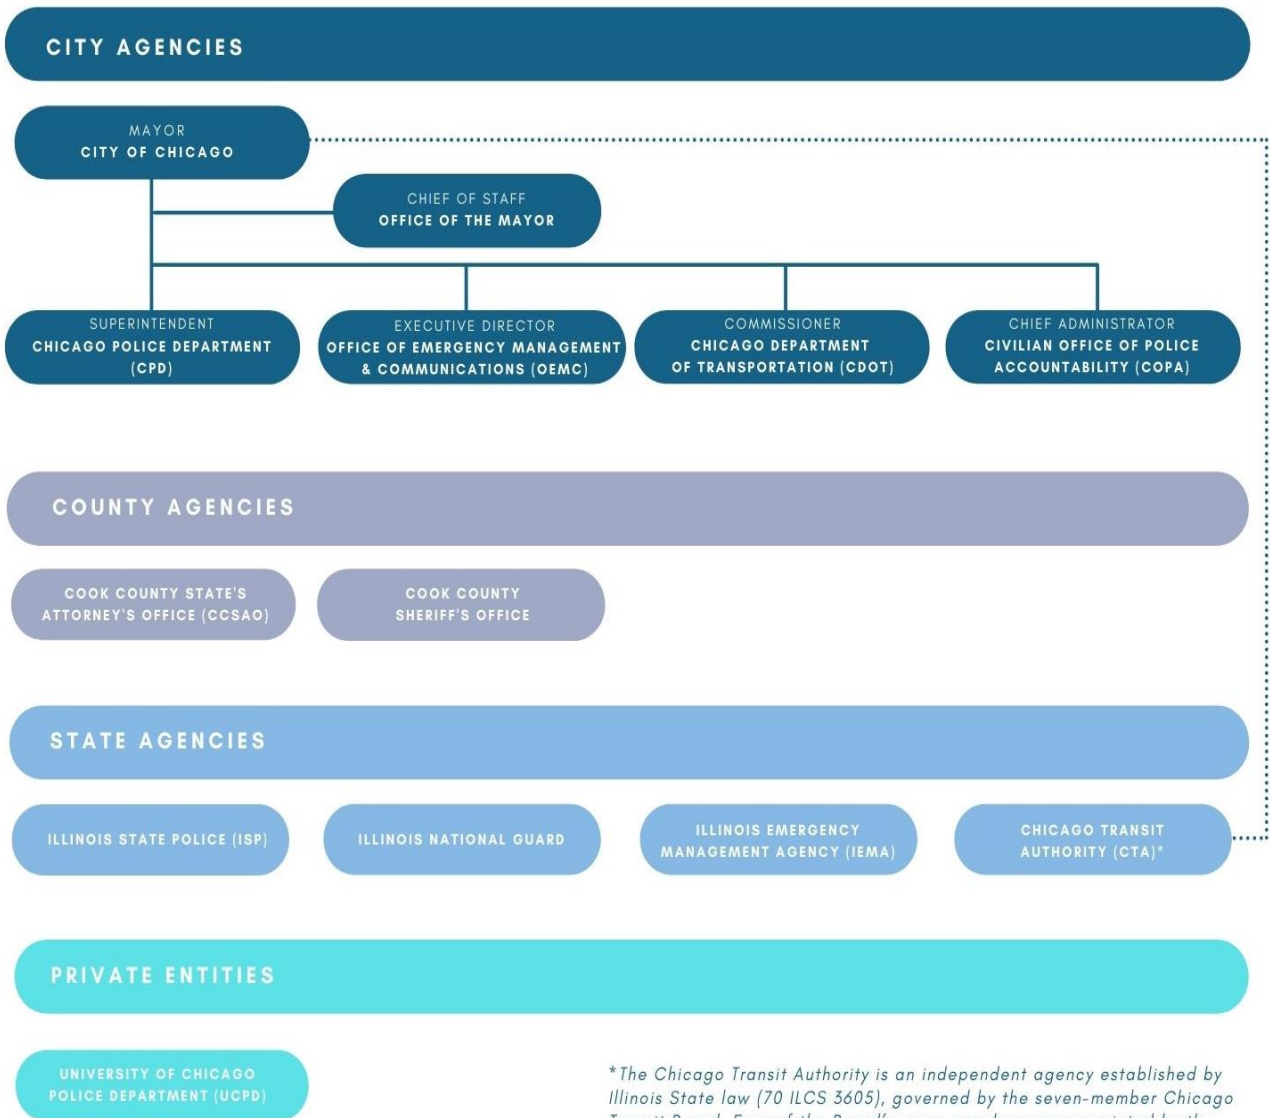 CITY AGENCIES
MAYOR
CITY OF CHICAGO
CHIEF OF STAFF
OFFICE OF THE MAYOR
SUPERINTENDENT
CHICAGO POLICE DEPARTMENT
(CPD)
EXECUTIVE DIRECTOR
OFFICE OF EMERGENCY MANAGEMENT
& COMMUNICATIONS (OEMC)
COMMISSIONER
CHICAGO DEPARTMENT
OF TRANSPORTATION (CDOT)
CHIEF ADMINISTRATOR
CIVILIAN OFFICE OF POLICE
ACCOUNTABILITY (COPA)
COUNTY AGENCIES
COOK COUNTY STATE'S
ATTORNEY'S OFFICE (CCSAO)
COOK COUNTY
SHERIFF'S OFFICE
STATE AGENCIES
ILLINOIS STATE POLICE (ISP)
ILLINOIS NATIONAL GUARD
ILLINOIS EMERGENCY
MANAGEMENT AGENCY (IEMA)
CHICAGO TRANSIT
AUTHORITY (CTA)*
PRIVATE ENTITIES
UNIVERSITY OF CHICAGO
POLICE DEPARTMENT (UCPD)
*The Chicago Transit Authority is an independent agency established by
Illinois State law (70 ILCS 3605), governed by the seven-member Chicago